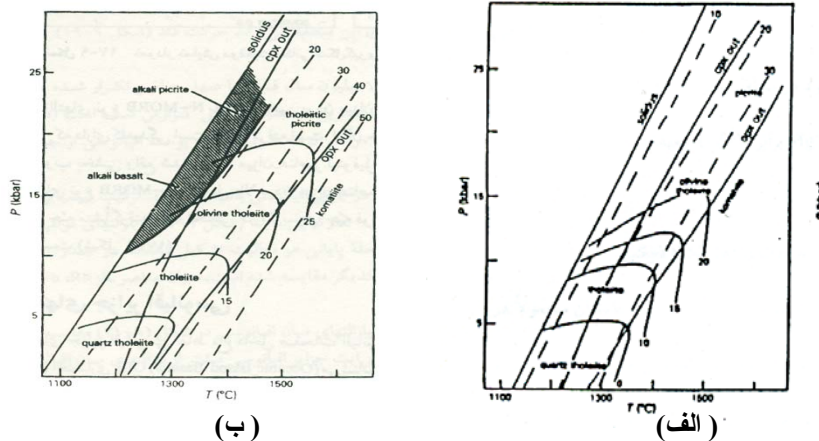 solidus
cpx out
20
30
40
50
25
alkali picrite
tholeiitic
picrite
opx out
alkali basalt
P (kbar)
15
komatiite
olivine tholeiite
25
20
tholeiite
15
5
quartz tholeiite
1100 1300 1500
T (°C)
(ب)
10
20
cpx out
30
25
picrite
opx out
solidus
P (kbar)
15
olivine
tholeiite
komatiite
20
15
tholeiite
10
5
quartz tholeiite
0
1100 1300 1500
T (°C)
(الف)